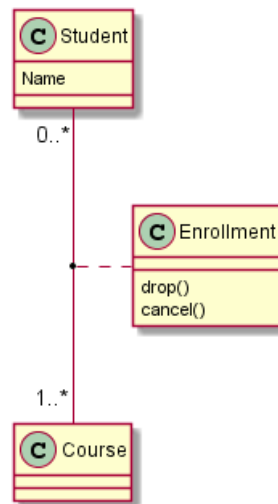 C Student
Name
0..*
C Enrollment
drop()
cancel()
1..*
C Course